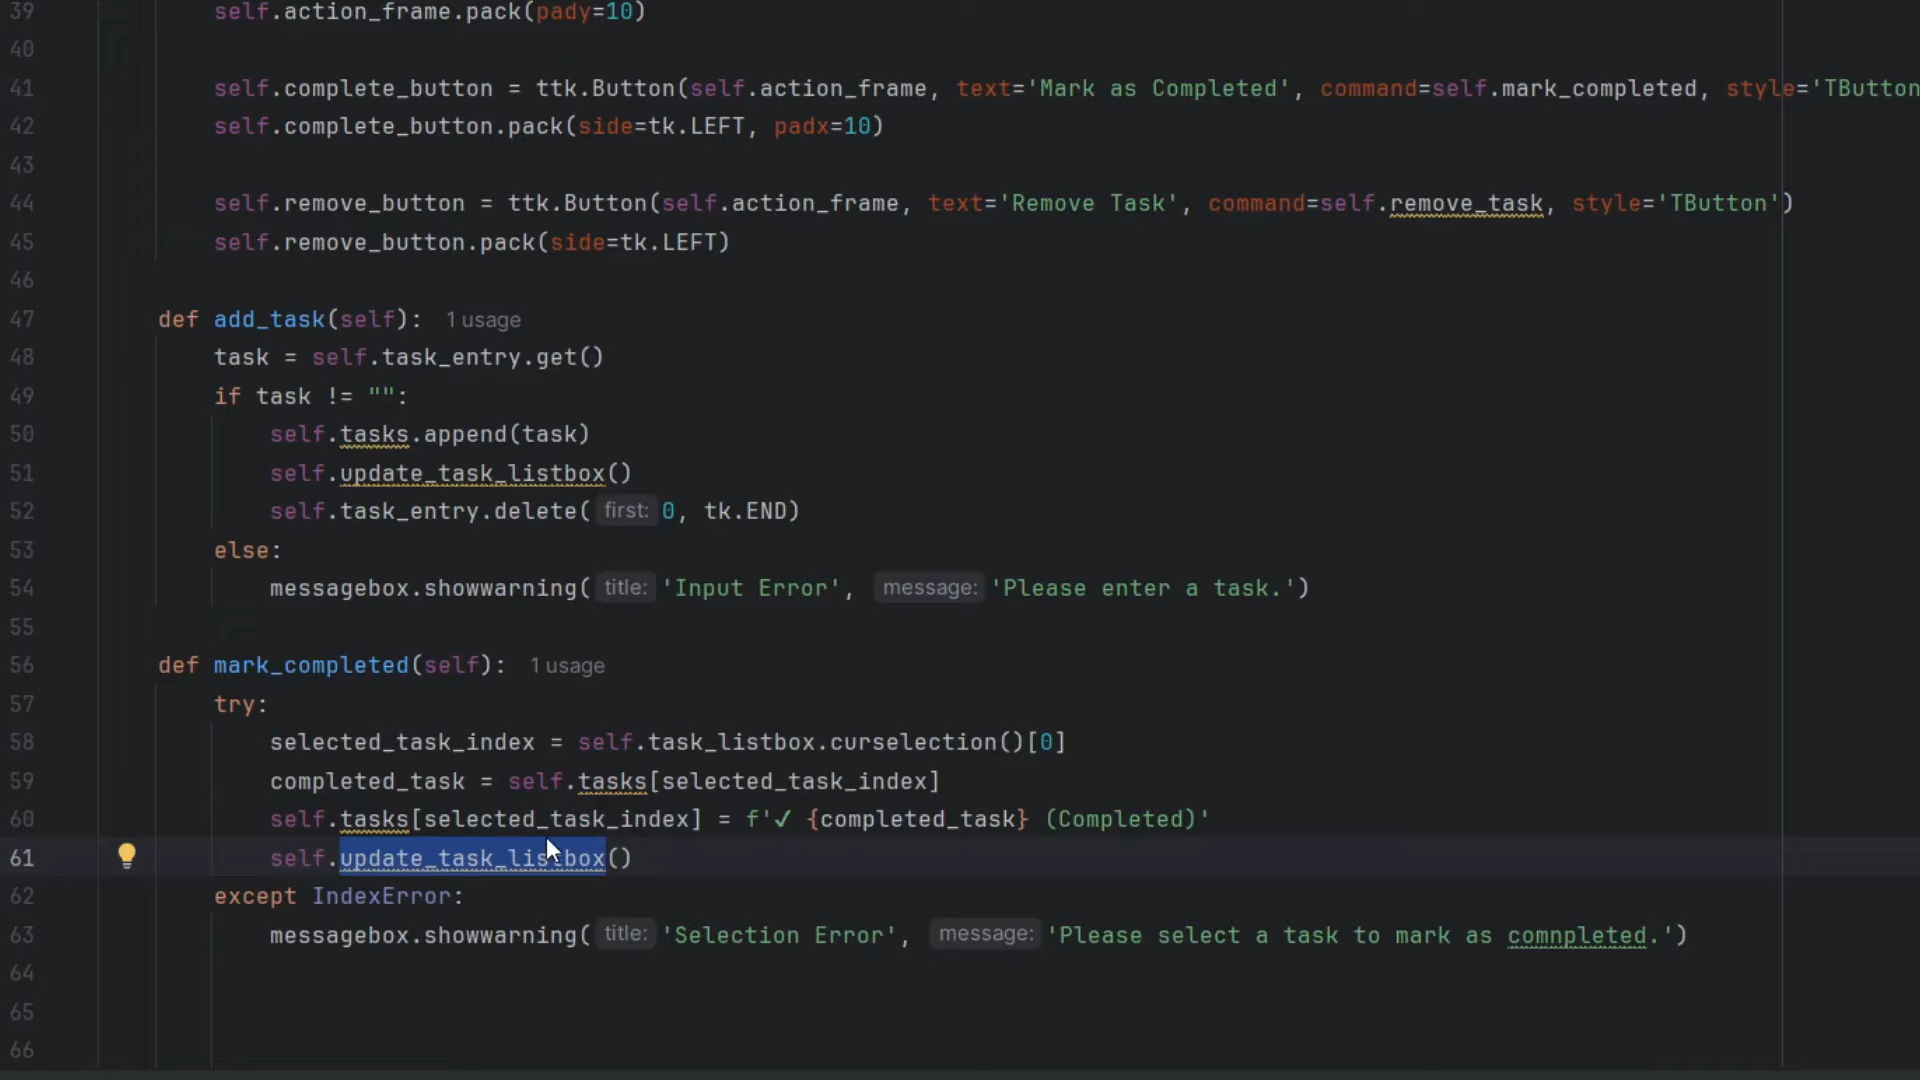 39 self.action_frame.pack(pady=10)
40
41 self.complete_button = ttk.Button(self.action_frame, text='Mark as Completed', command=self.mark_completed, style='TButton
42 self.complete_button.pack(side=tk.LEFT, padx=10)
43
44 self.remove_button = ttk.Button(self.action_frame, text='Remove Task', command=self.remove_task, style='TButton')
45 self.remove_button.pack(side=tk.LEFT)
46
47 def add_task(self): 1 usage
48 task = self.task_entry.get()
49 if task != "":
50 self.tasks.append(task)
51 self.update_task_listbox()
52 self.task_entry.delete( first: 0, tk.END)
53 else:
54 messagebox.showwarning( title: 'Input Error', message: 'Please enter a task.')
55
56 def mark_completed(self): 1 usage
57 try:
58 selected_task_index = self.task_listbox.curselection()[0]
59 completed_task = self.tasks[selected_task_index]
60 self.tasks[selected_task_index] = f'✓ {completed_task} (Completed)'
61 self.update_task_listbox()
62 except IndexError:
63 messagebox.showwarning( title: 'Selection Error', message: 'Please select a task to mark as comnpleted.')
64
65
66